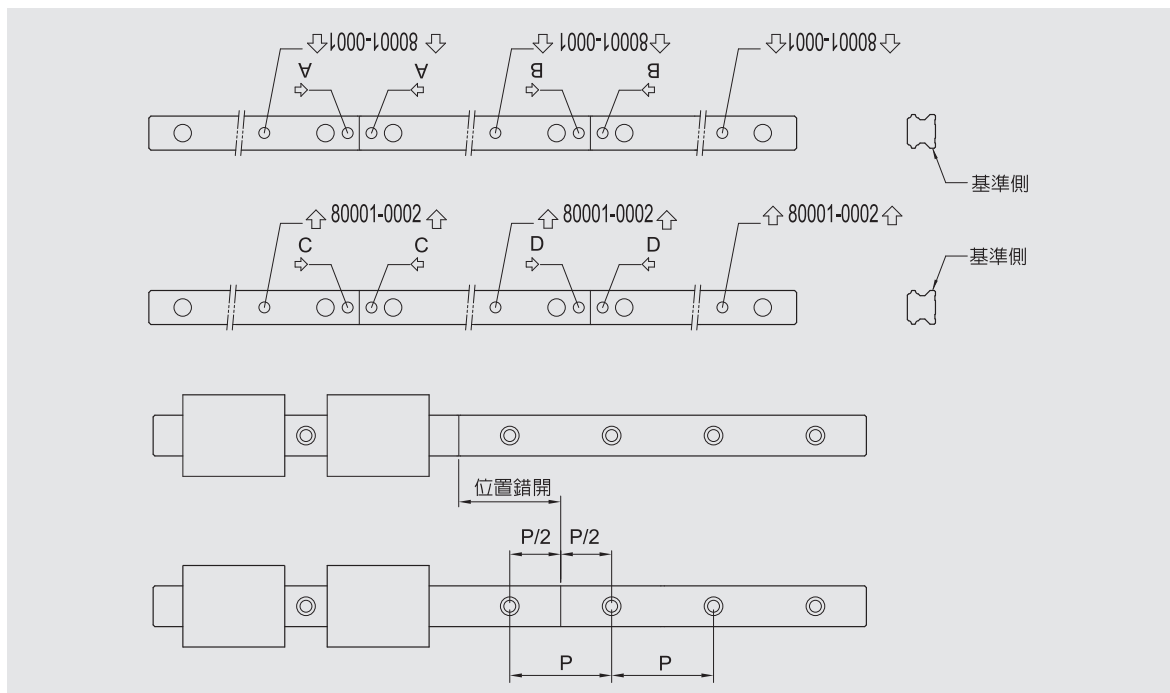 ⇧ 80001-0001 ⇧ ⇧ 80001-0001 ⇧ ⇧ 80001-0001 ⇧
A A B B
基準側
⇧ 80001-0002 ⇧ ⇧ 80001-0002 ⇧ ⇧ 80001-0002 ⇧
C C D D
基準側
位置錯開
P/2 P/2
P P